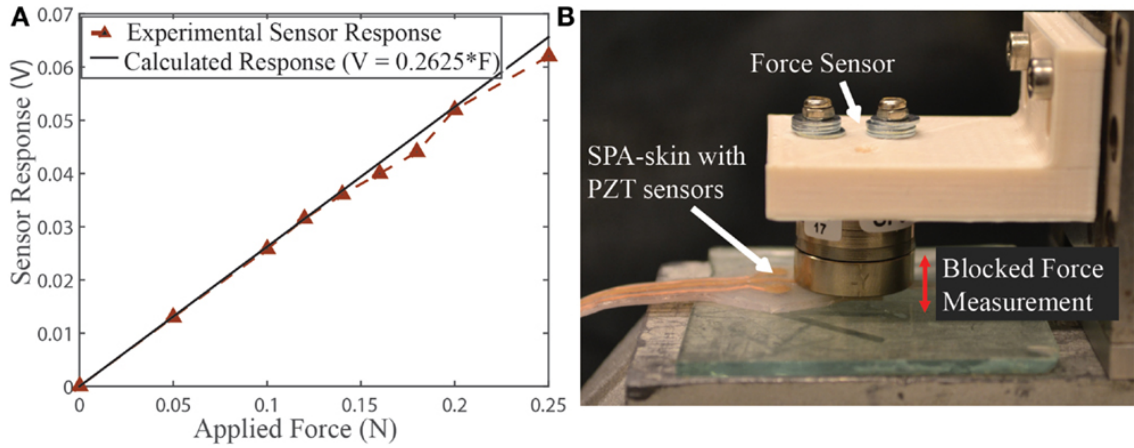 A
0.07
0.06
0.05
0.04
0.03
0.02
0.01
0
Sensor Response (V)
Experimental Sensor Response
Calculated Response (V = 0.2625*F)
0 0.05 0.1 0.15 0.2 0.25
Applied Force (N)
B
Force Sensor
SPA-skin with
PZT sensors
17
Blocked Force
Measurement